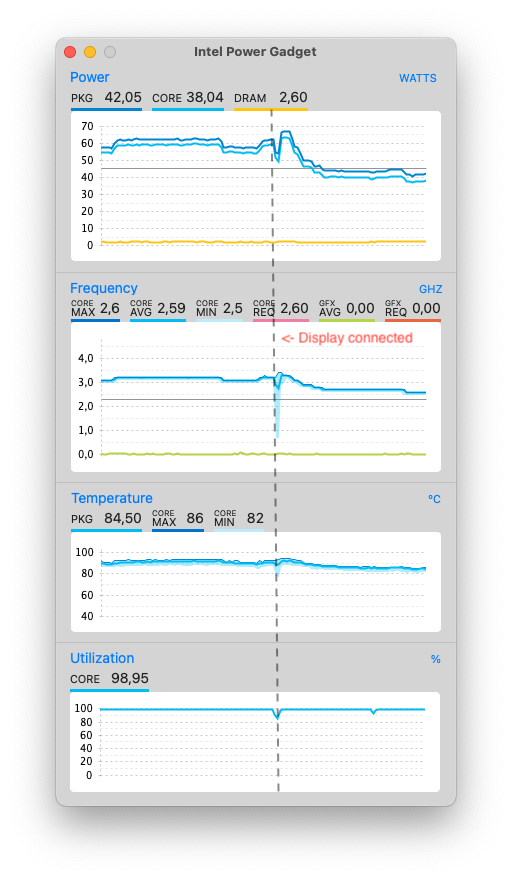 Intel Power Gadget
Power WATTS
PKG 42,05 CORE 38,04 DRAM 2,60
70
60
50
40
30
20
10
0
Frequency GHZ
CORE MAX 2,6 CORE AVG 2,59 CORE MIN 2,5 CORE REQ 2,60 GFX AVG 0,00 GFX REQ 0,00
<- Display connected
4,0
3,0
2,0
1,0
0,0
Temperature °C
PKG 84,50 CORE MAX 86 CORE MIN 82
100
80
60
40
Utilization %
CORE 98,95
100
80
60
40
20
0